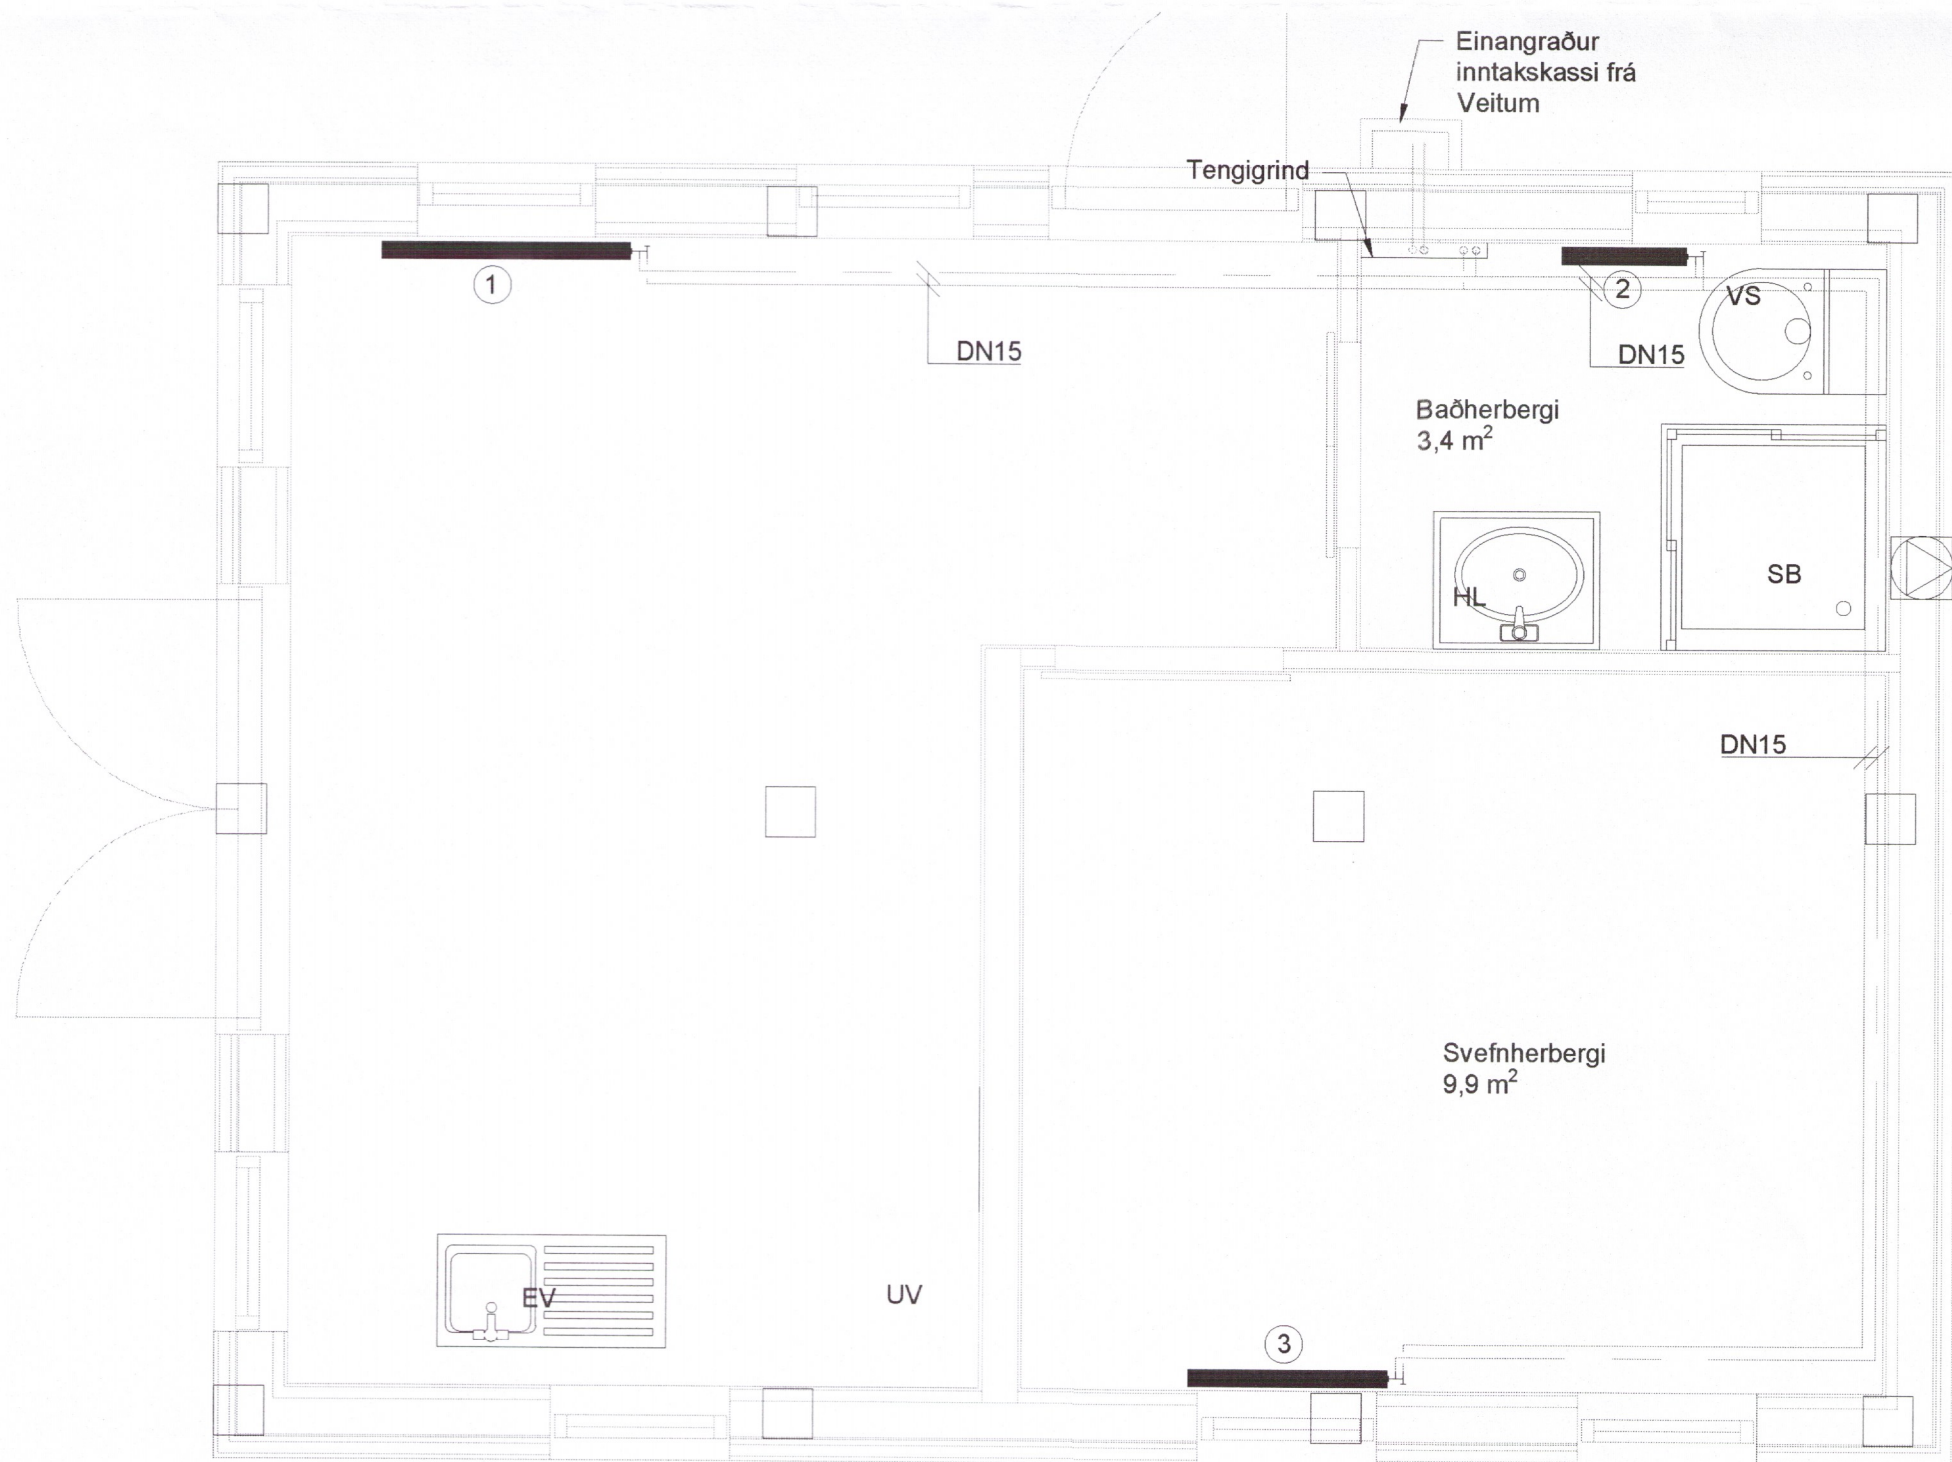 Einangraður
inntakskassi frá
Veitum
Tengigrind
1
2
VS
DN15
DN15
Baðherbergi
3,4 m²
HL
SB
DN15
Svefnherbergi
9,9 m²
EV
UV
3